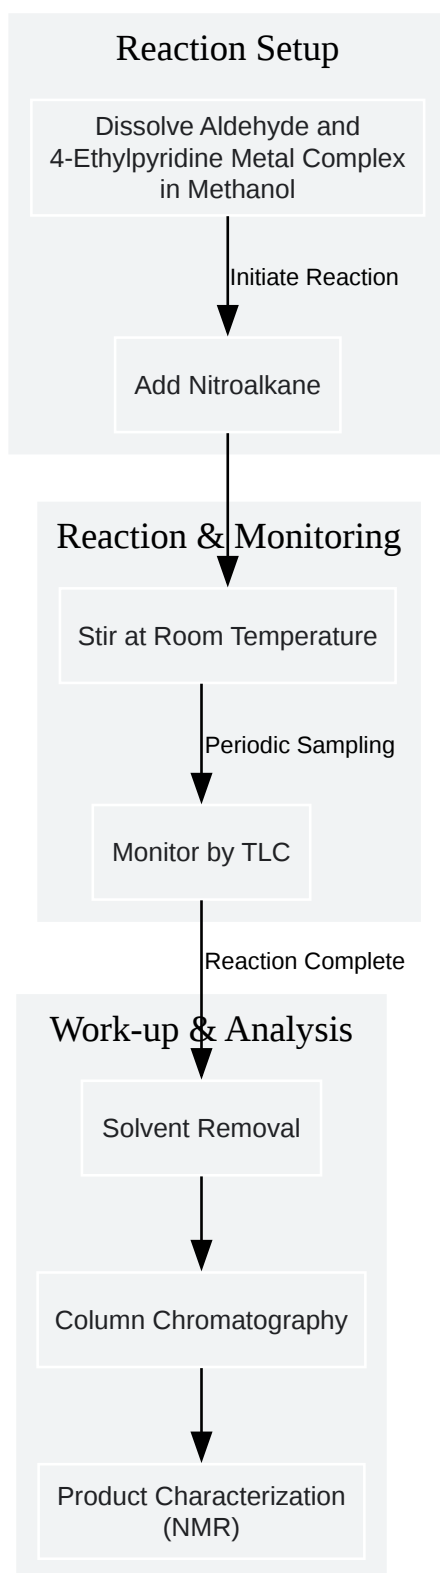 Reaction Setup
Dissolve Aldehyde and
4-Ethylpyridine Metal Complex
in Methanol
Initiate Reaction
Add Nitroalkane
Reaction & Monitoring
Stir at Room Temperature
Periodic Sampling
Monitor by TLC
Reaction Complete
Work-up & Analysis
Solvent Removal
Column Chromatography
Product Characterization
(NMR)